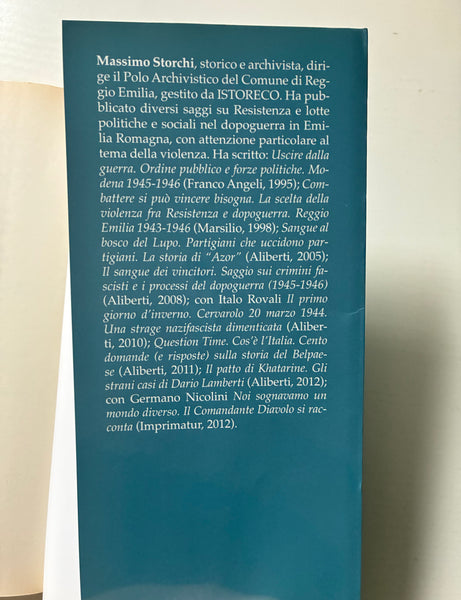 Massimo Storchi, storico e archivista, diri-
ge il Polo Archivistico del Comune di Reg-
gio Emilia, gestito da ISTORECO. Ha pub-
blicato diversi saggi su Resistenza e lotte
politiche e sociali nel dopoguerra in Emi-
lia Romagna, con attenzione particolare al
tema della violenza. Ha scritto: Uscire dalla
guerra. Ordine pubblico e forze politiche. Mo-
dena 1945-1946 (Franco Angeli, 1995); Com-
battere si può vincere bisogna. La scelta della
violenza fra Resistenza e dopoguerra. Reggio
Emilia 1943-1946 (Marsilio, 1998); Sangue al
bosco del Lupo. Partigiani che uccidono par-
tigiani. La storia di “Azor” (Aliberti, 2005);
Il sangue dei vincitori. Saggio sui crimini fa-
scisti e i processi del dopoguerra (1945-1946)
(Aliberti, 2008); con Italo Rovali Il primo
giorno d’inverno. Cervarolo 20 marzo 1944.
Una strage nazifascista dimenticata (Aliber-
ti, 2010); Question Time. Cos’è l’Italia. Cento
domande (e risposte) sulla storia del Belpae-
se (Aliberti, 2011); Il patto di Khatarine. Gli
strani casi di Dario Lamberti (Aliberti, 2012);
con Germano Nicolini Noi sognavamo un
mondo diverso. Il Comandante Diavolo si rac-
conta (Imprimatur, 2012).